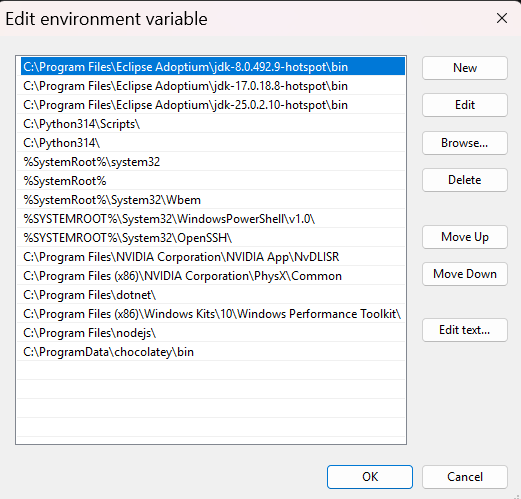 Edit environment variable
C:\Program Files\Eclipse Adoptium\jdk-8.0.492.9-hotspot\bin
C:\Program Files\Eclipse Adoptium\jdk-17.0.18.8-hotspot\bin
C:\Program Files\Eclipse Adoptium\jdk-25.0.2.10-hotspot\bin
C:\Python314\Scripts\
C:\Python314\
%SystemRoot%\system32
%SystemRoot%
%SystemRoot%\System32\Wbem
%SYSTEMROOT%\System32\WindowsPowerShell\v1.0\
%SYSTEMROOT%\System32\OpenSSH\
C:\Program Files\NVIDIA Corporation\NVIDIA App\NvDLISR
C:\Program Files (x86)\NVIDIA Corporation\PhysX\Common
C:\Program Files\dotnet\
C:\Program Files (x86)\Windows Kits\10\Windows Performance Toolkit\
C:\Program Files\nodejs\
C:\ProgramData\chocolatey\bin
New
Edit
Browse...
Delete
Move Up
Move Down
Edit text...
OK
Cancel